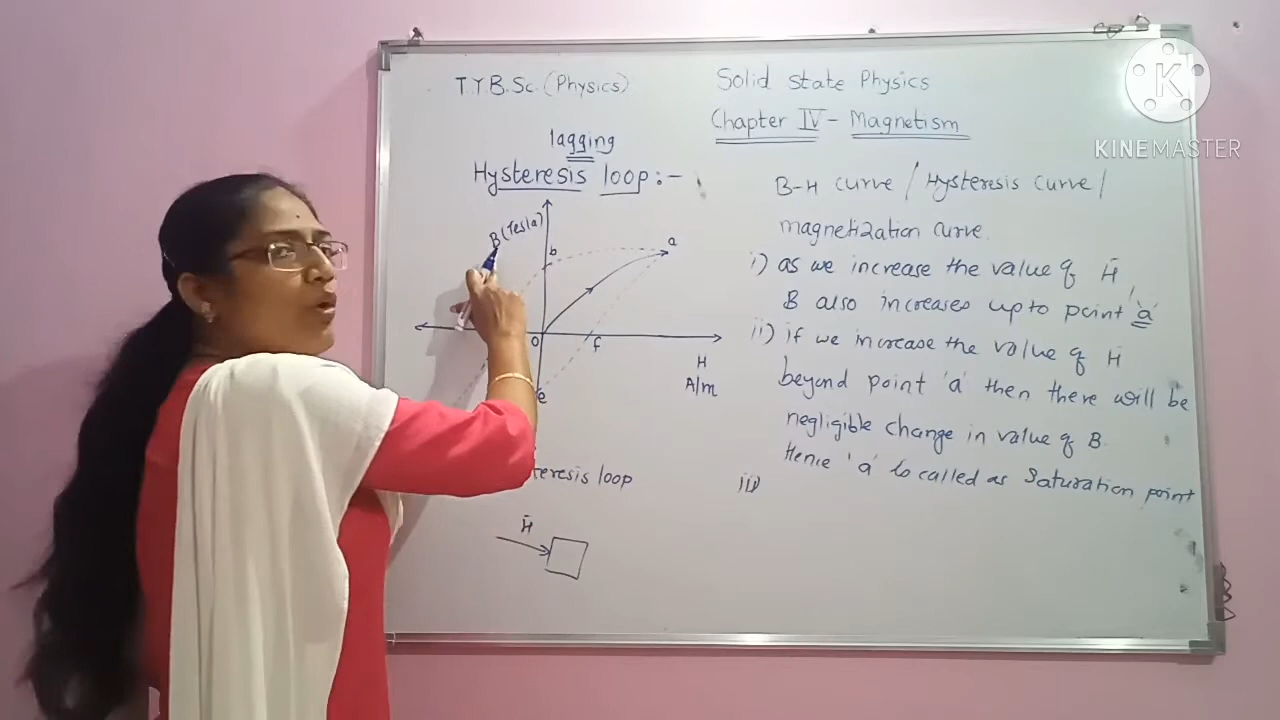 T.Y.B.Sc. (Physics)
Solid State Physics
Chapter IV - Magnetism
lagging
Hysteresis loop :-
B (Tesla)
b
a
O
f
H
A/m
e
teresis loop
H̄
B-H curve / Hysteresis curve /
magnetization curve.
i) as we increase the value of H̄,
B also increases upto point 'a'
ii) if we increase the value of H̄
beyond point 'a' then there will be
negligible change in value of B.
Hence 'a' is called as saturation point
iii)
K
KINEMASTER